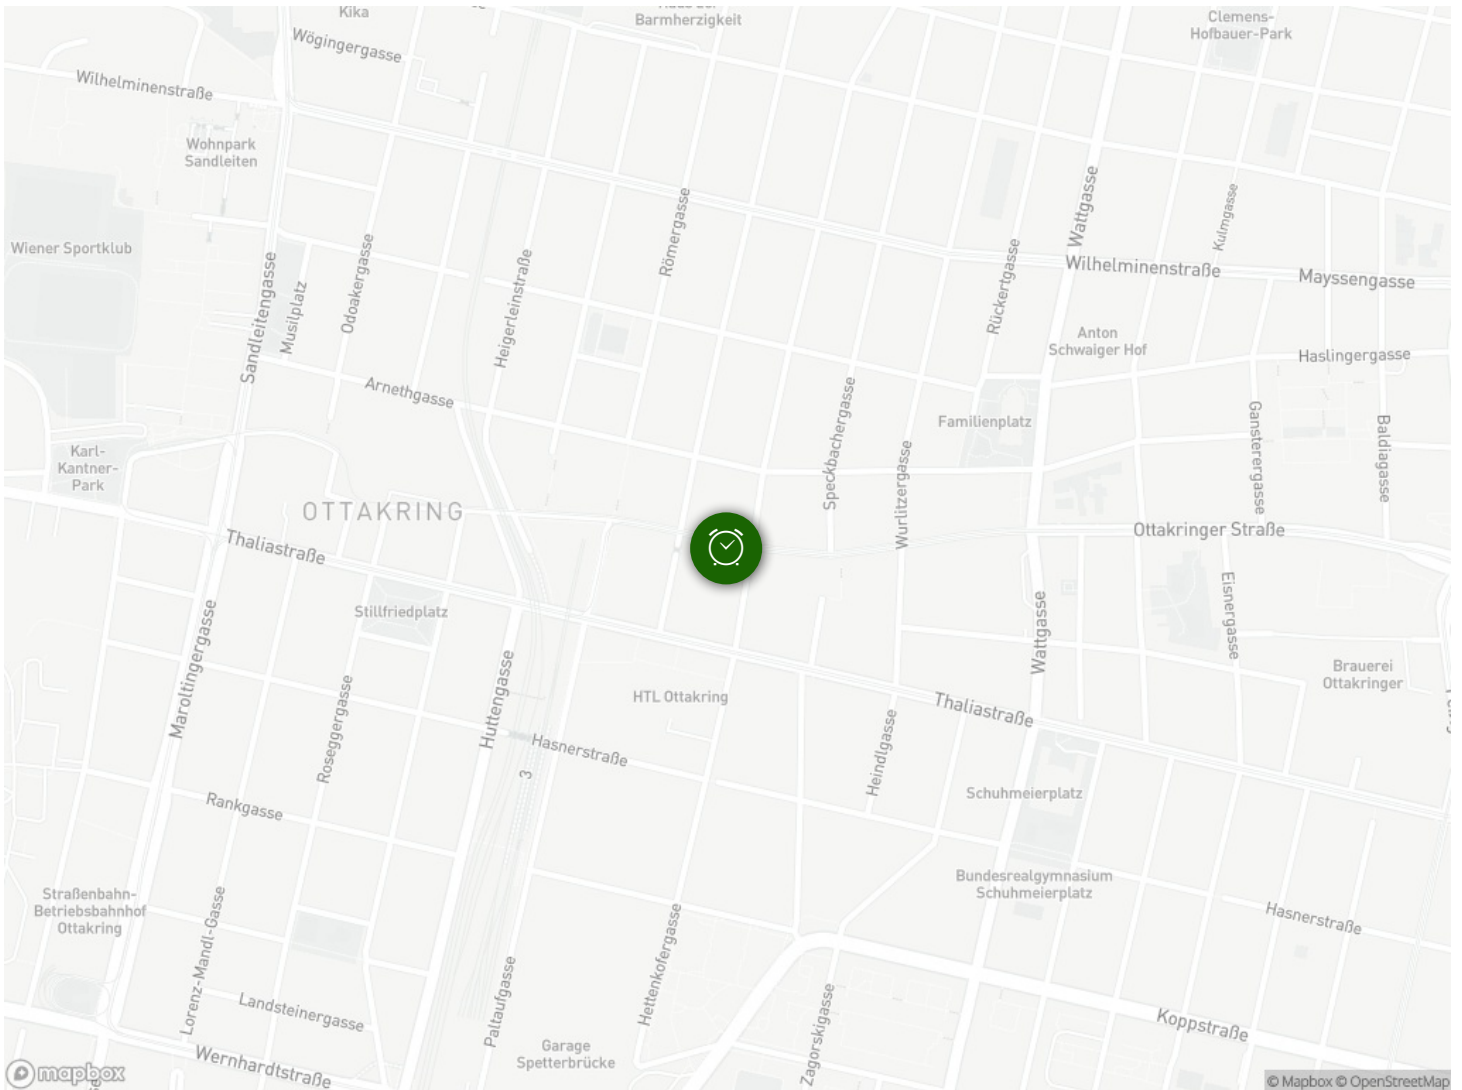 Kika
Barmherzigkeit
Clemens-
Hofbauer-Park
Wögingergasse
Wilhelminenstraße
Wohnpark
Sandleiten
Wiener Sportklub
Sandleitengasse
Musilplatz
Odoakergasse
Heigerleinstraße
Römergasse
Rückertgasse
Wattgasse
Kulmgasse
Wilhelminenstraße
Mayssengasse
Anton
Schwaiger Hof
Haslingergasse
Arnethgasse
Speckbachergasse
Wurlitzergasse
Familienplatz
Gansterergasse
Baldiagasse
Karl-
Kantner-
Park
OTTAKRING
Thaliastraße
Ottakringer Straße
Stillfriedplatz
Eisnergasse
Wattgasse
Maroltingergasse
Roseggergasse
Huttengasse
HTL Ottakring
Brauerei
Ottakringer
Thaliastraße
Hasnerstraße
3
Heindlgasse
Schuhmeierplatz
Rankgasse
Bundesrealgymnasium
Schuhmeierplatz
Straßenbahn-
Betriebsbahnhof
Ottakring
Lorenz-Mandl-Gasse
Hasnerstraße
Hettenkofergasse
Paltaufgasse
Landsteinergasse
Zagorskigasse
Koppstraße
Garage
Spetterbrücke
Wernhardtstraße
mapbox
© Mapbox © OpenStreetMap